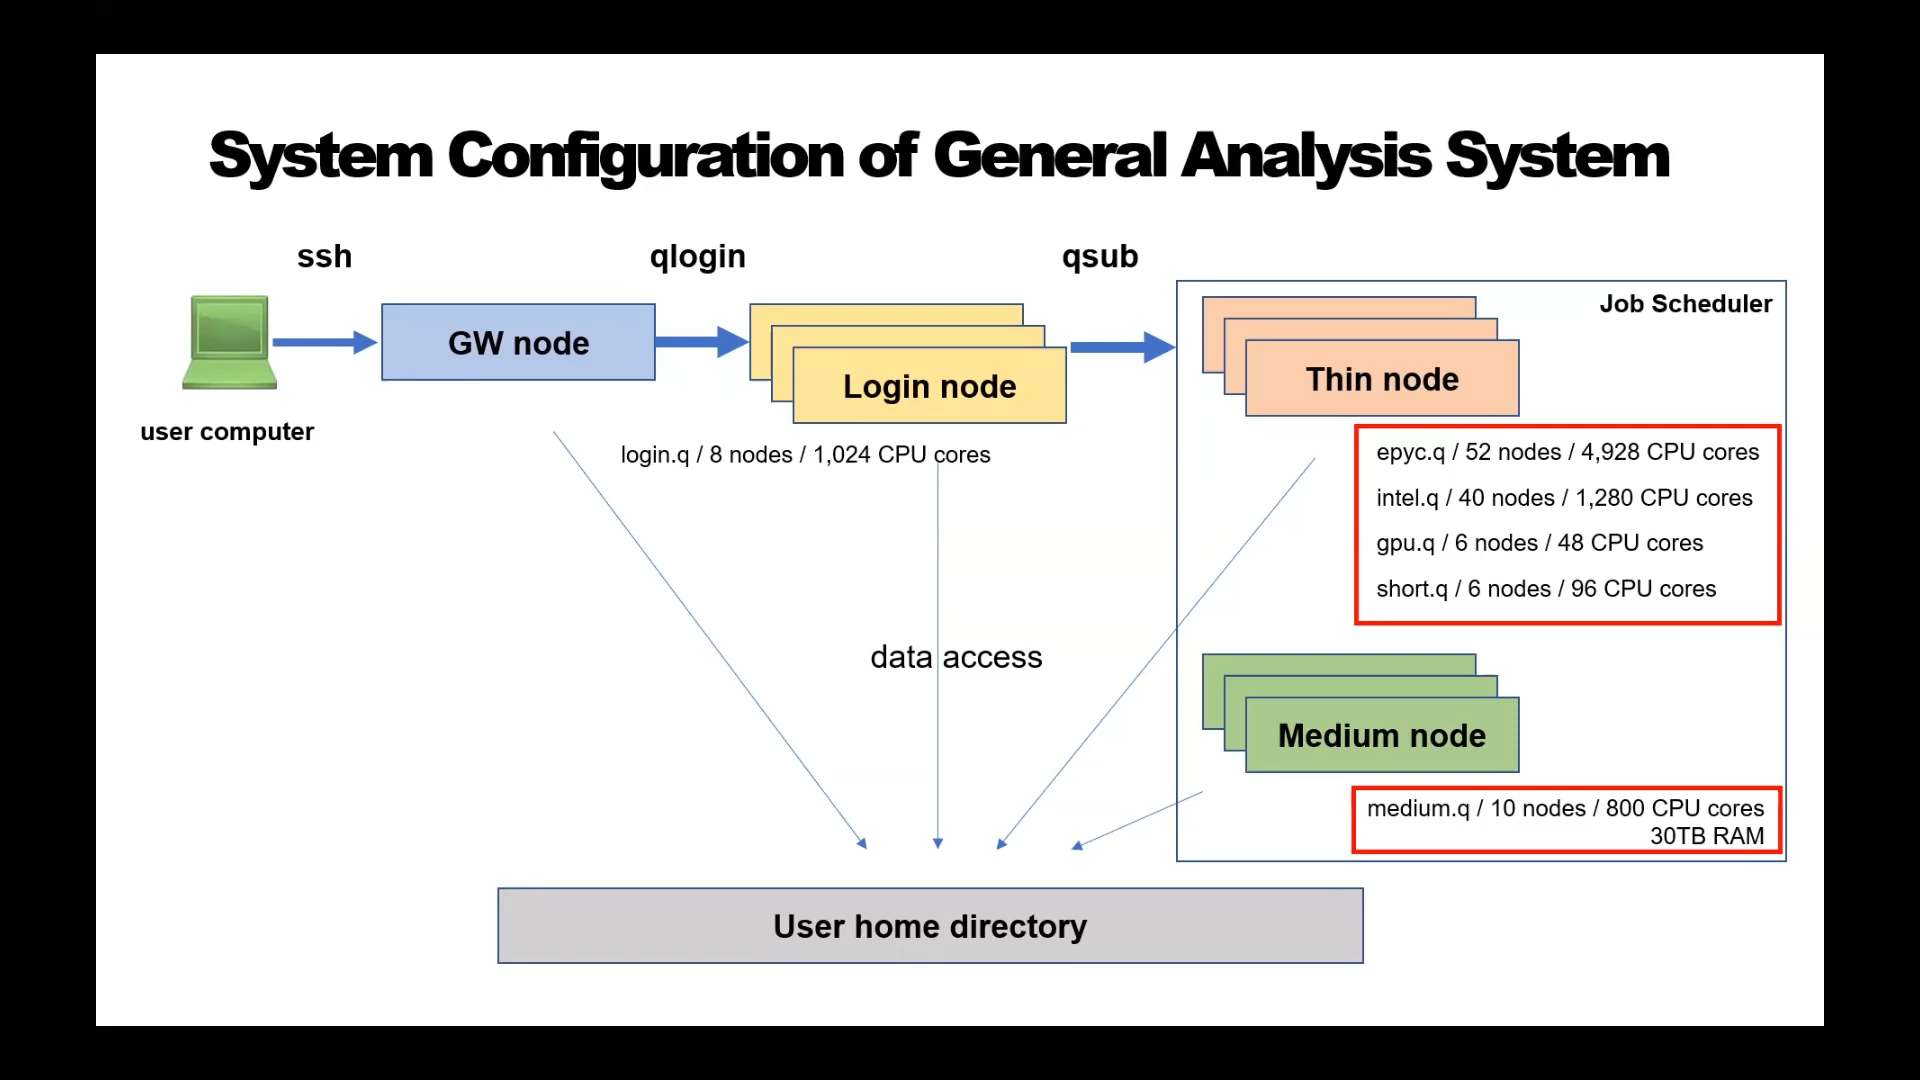 System Configuration of General Analysis System
ssh
qlogin
qsub
Job Scheduler
GW node
Login node
Thin node
user computer
login.q / 8 nodes / 1,024 CPU cores
epyc.q / 52 nodes / 4,928 CPU cores
intel.q / 40 nodes / 1,280 CPU cores
gpu.q / 6 nodes / 48 CPU cores
short.q / 6 nodes / 96 CPU cores
data access
Medium node
medium.q / 10 nodes / 800 CPU cores
30TB RAM
User home directory